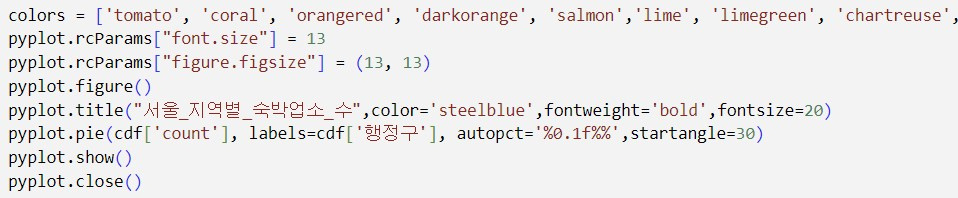 colors = ['tomato', 'coral', 'orangered', 'darkorange', 'salmon','lime', 'limegreen', 'chartreuse',
pyplot.rcParams["font.size"] = 13
pyplot.rcParams["figure.figsize"] = (13, 13)
pyplot.figure()
pyplot.title("서울_지역별_숙박업소_수",color='steelblue',fontweight='bold',fontsize=20)
pyplot.pie(cdf['count'], labels=cdf['행정구'], autopct='%0.1f%%',startangle=30)
pyplot.show()
pyplot.close()